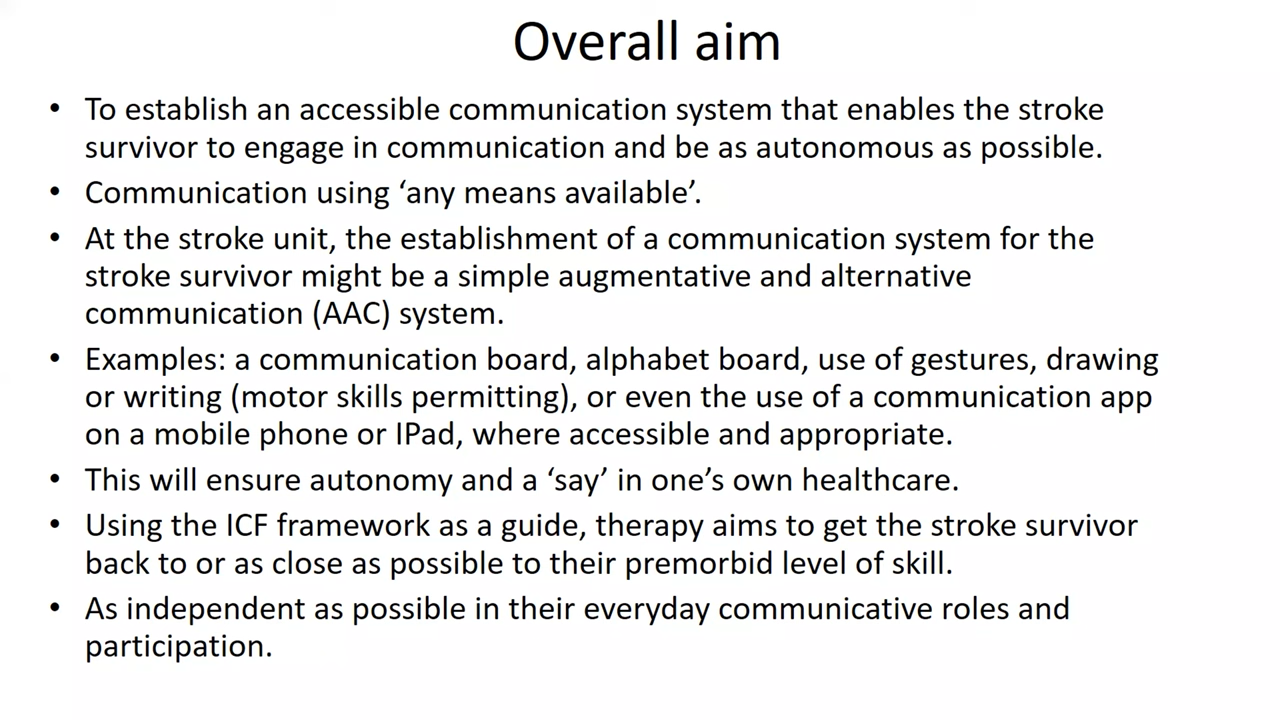 Overall aim
• To establish an accessible communication system that enables the stroke
survivor to engage in communication and be as autonomous as possible.
• Communication using ‘any means available’.
• At the stroke unit, the establishment of a communication system for the
stroke survivor might be a simple augmentative and alternative
communication (AAC) system.
• Examples: a communication board, alphabet board, use of gestures, drawing
or writing (motor skills permitting), or even the use of a communication app
on a mobile phone or IPad, where accessible and appropriate.
• This will ensure autonomy and a ‘say’ in one’s own healthcare.
• Using the ICF framework as a guide, therapy aims to get the stroke survivor
back to or as close as possible to their premorbid level of skill.
• As independent as possible in their everyday communicative roles and
participation.